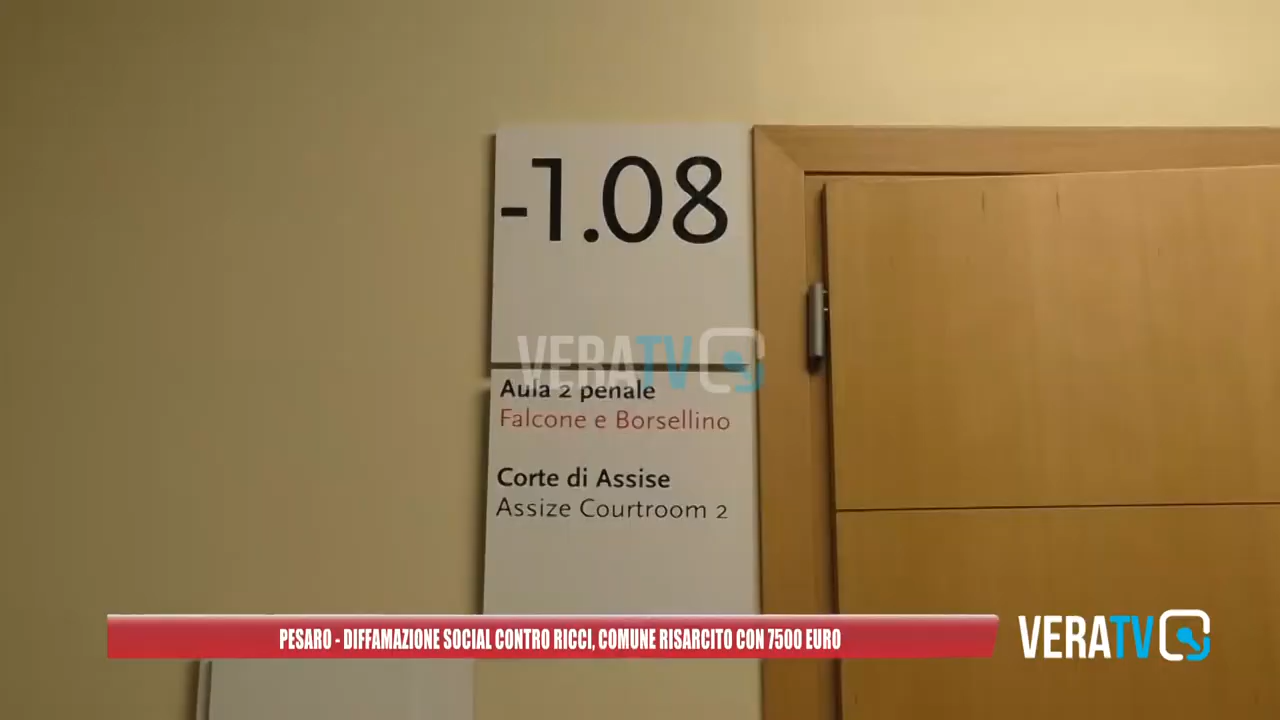 -1.08
VERATV
Aula 2 penale
Falcone e Borsellino
Corte di Assise
Assize Courtroom 2
PESARO - DIFFAMAZIONE SOCIAL CONTRO RICCI, COMUNE RISARCITO CON 7500 EURO
VERATV